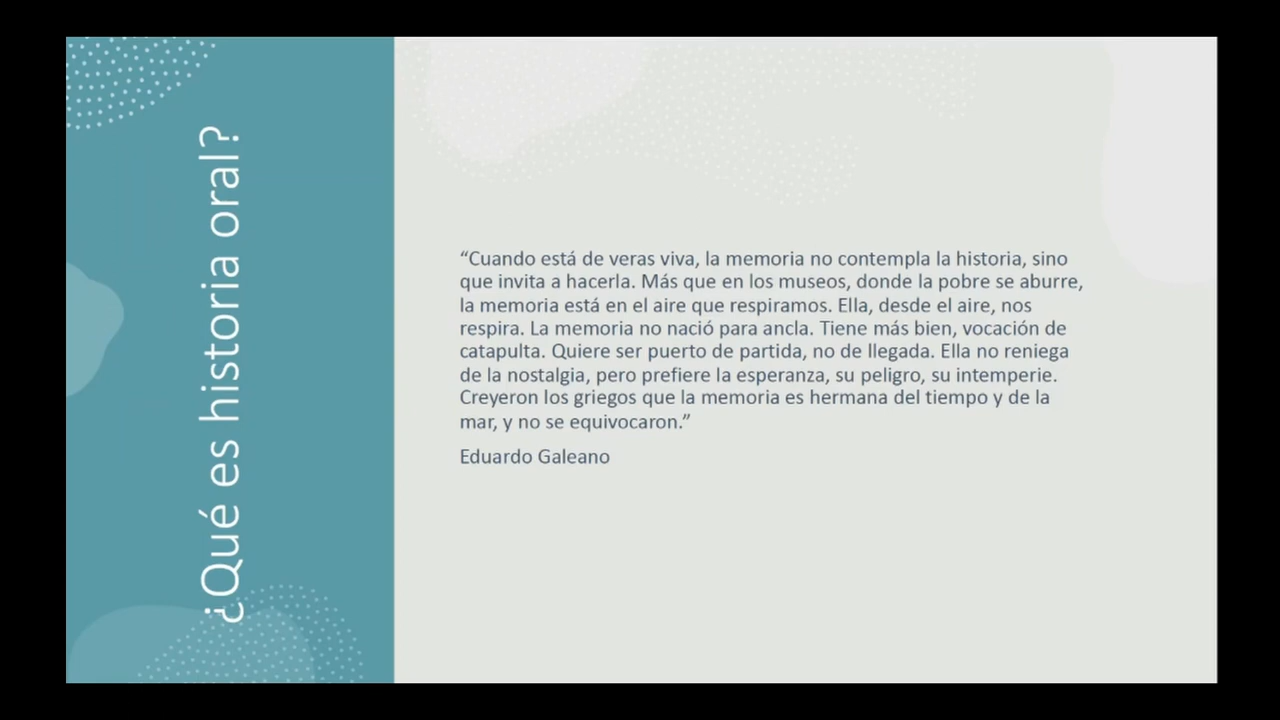 ¿Qué es historia oral?
“Cuando está de veras viva, la memoria no contempla la historia, sino
que invita a hacerla. Más que en los museos, donde la pobre se aburre,
la memoria está en el aire que respiramos. Ella, desde el aire, nos
respira. La memoria no nació para ancla. Tiene más bien, vocación de
catapulta. Quiere ser puerto de partida, no de llegada. Ella no reniega
de la nostalgia, pero prefiere la esperanza, su peligro, su intemperie.
Creyeron los griegos que la memoria es hermana del tiempo y de la
mar, y no se equivocaron.”
Eduardo Galeano